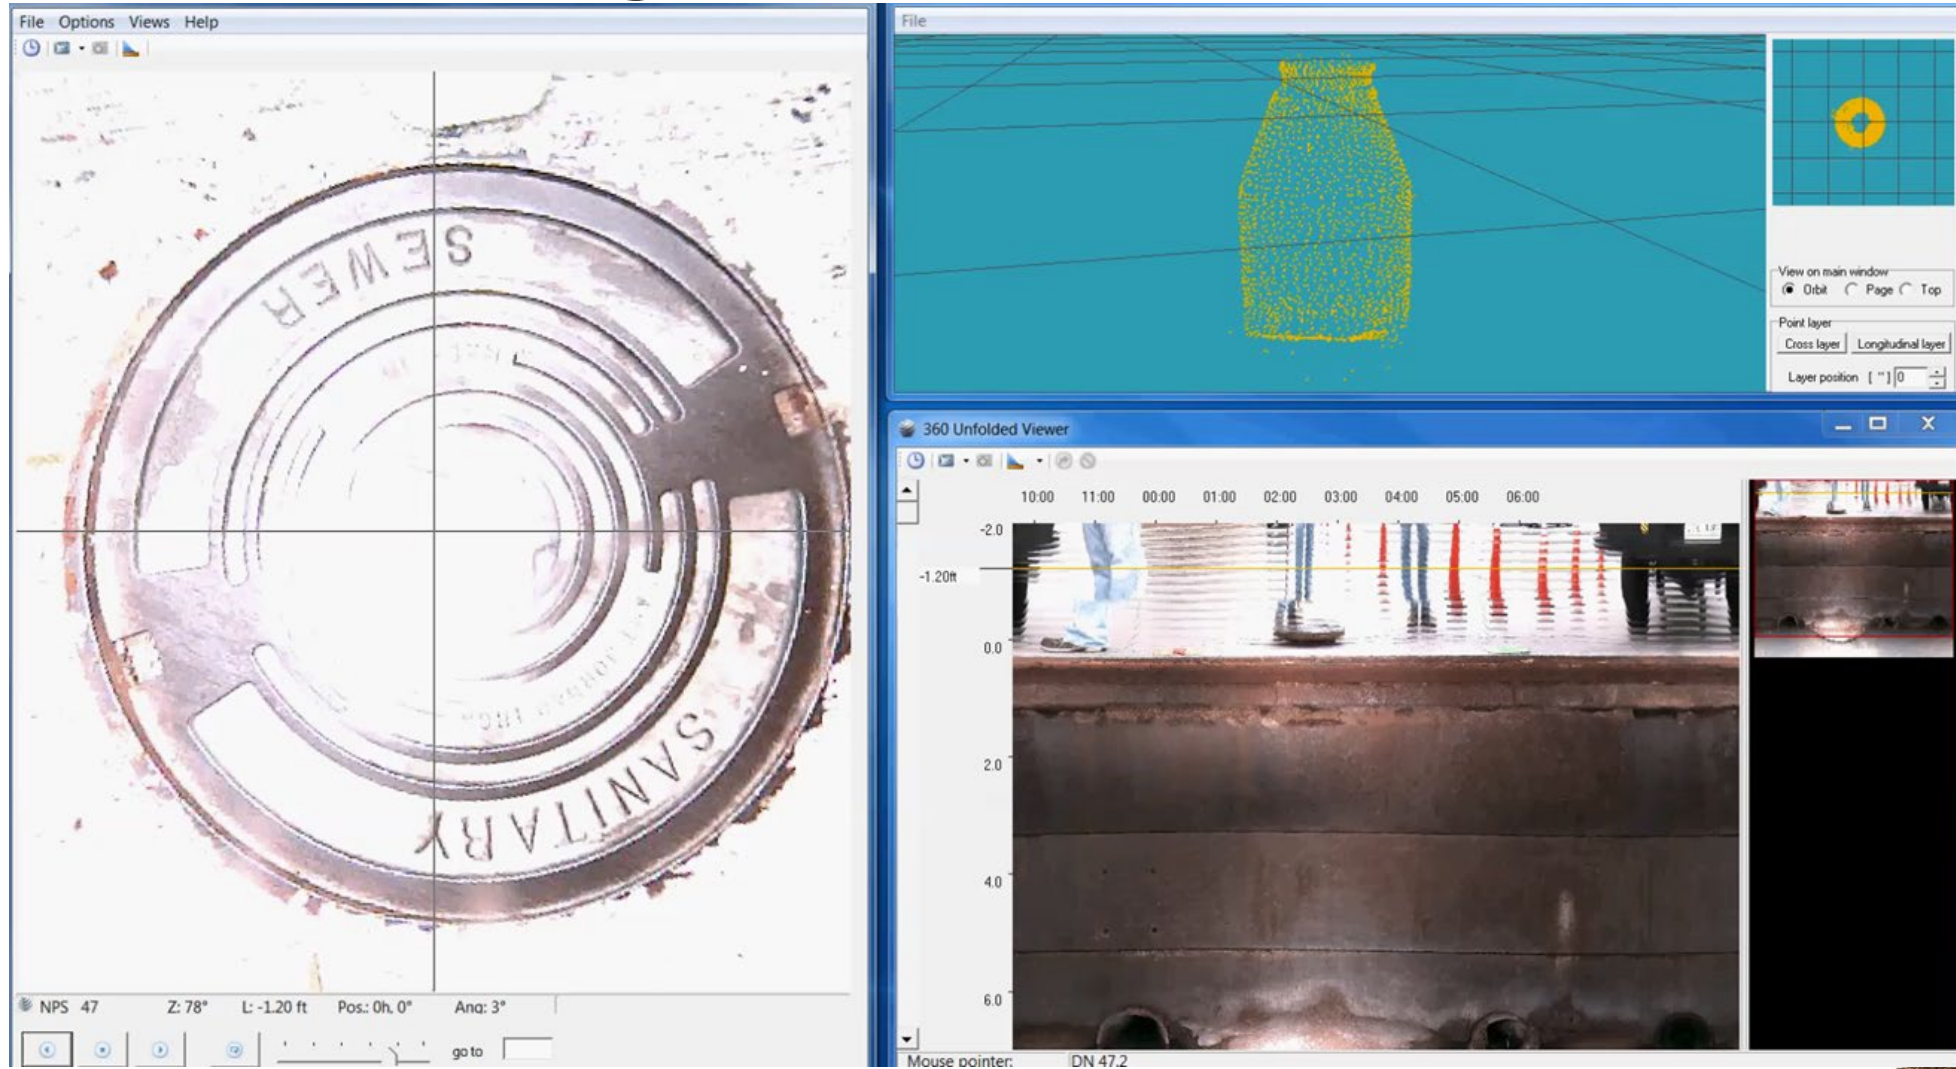 File Options Views Help
SEWER
SANITARY
NPS 47 Z: 78° L: -1.20 ft Pos.: 0h, 0° Ang: 3°
go to
File
View on main window
Orbit Page Top
Point layer
Cross layer Longitudinal layer
Layer position [ " ] 0
360 Unfolded Viewer
10:00 11:00 00:00 01:00 02:00 03:00 04:00 05:00 06:00
-2.0
-1.20ft
0.0
2.0
4.0
6.0
Mouse pointer: DN 47.2